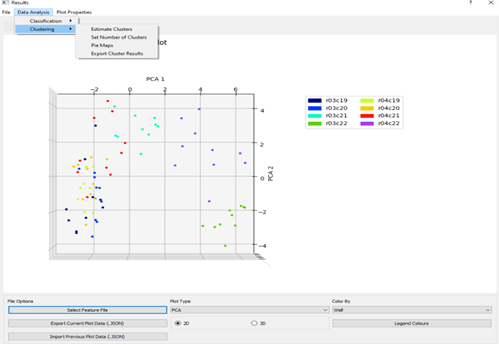 Results
File Data Analysis Plot Properties
Classification
Clustering
Estimate Clusters
Set Number of Clusters
Pie Maps
Export Cluster Results
lot
PCA 1
r03c19 r04c19
r03c20 r04c20
r03c21 r04c21
r03c22 r04c22
4
2
0
−2
−4
PCA 2
−2 0 2 4 6
File Options
Select Feature File
Export Current Plot Data (.JSON)
Import Previous Plot Data (.JSON)
Plot Type
PCA
2D 3D
Color By
Well
Legend Colours